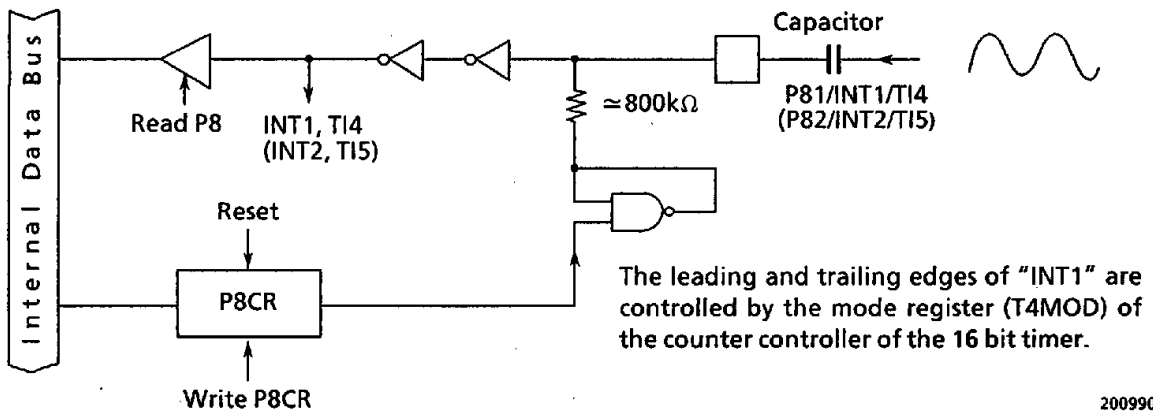 Internal Data Bus
Capacitor
P81/INT1/TI4
(P82/INT2/TI5)
≃800kΩ
Read P8
INT1, TI4
(INT2, TI5)
Reset
P8CR
Write P8CR
The leading and trailing edges of "INT1" are
controlled by the mode register (T4MOD) of
the counter controller of the 16 bit timer.
200990